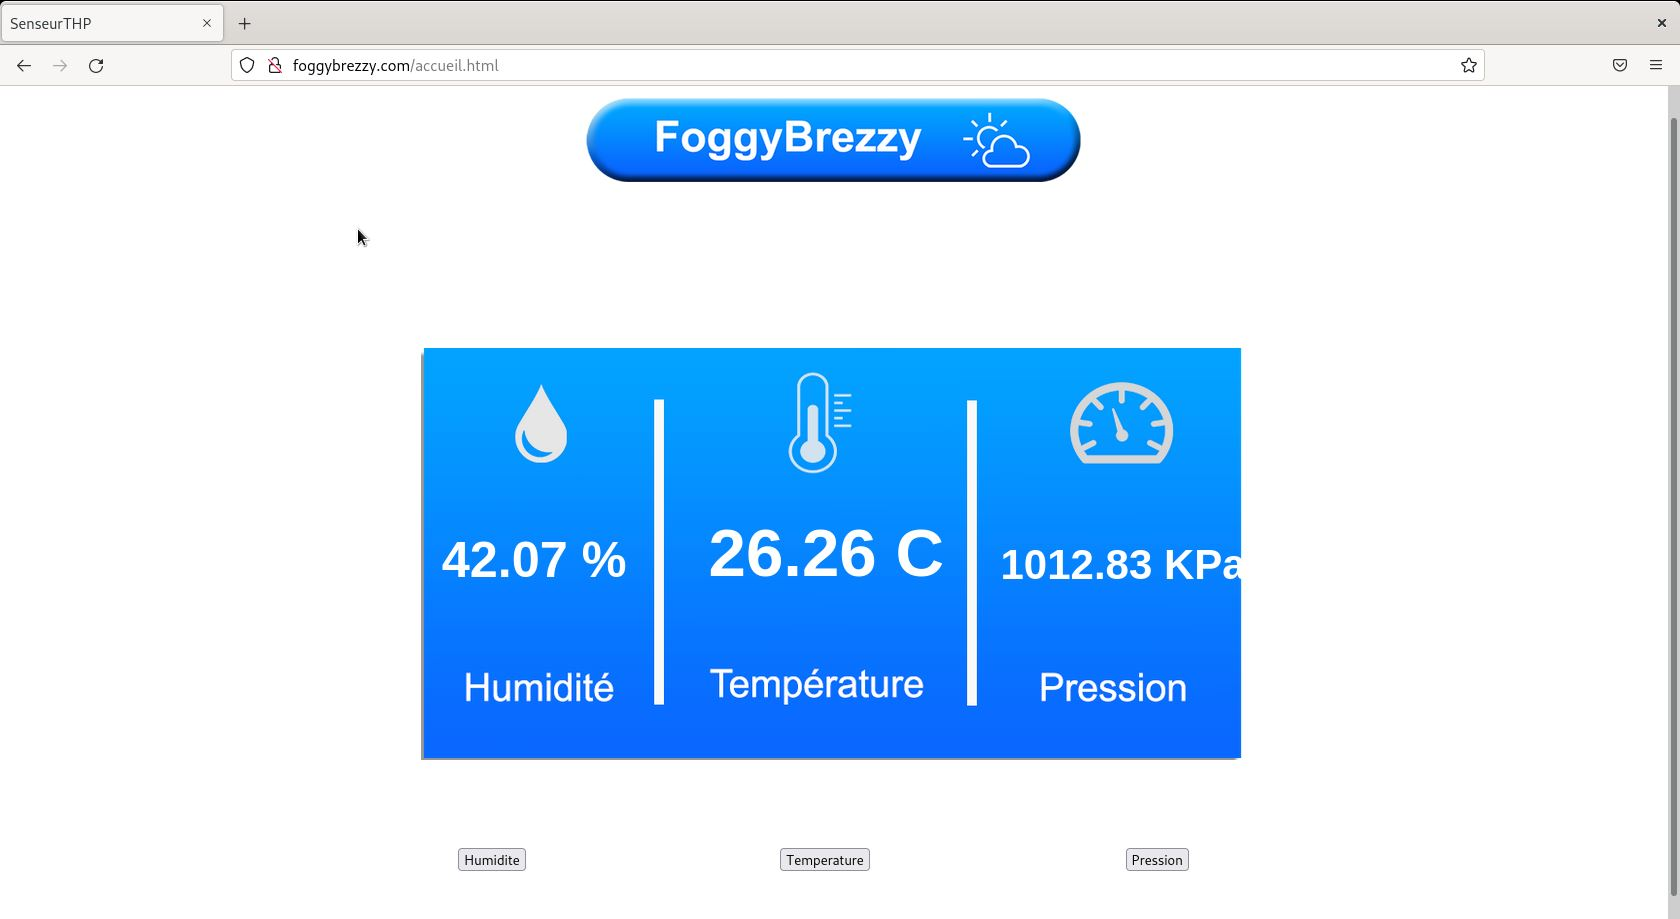 SenseurTHP
foggybrezzy.com/accueil.html
FoggyBrezzy
42.07 %
26.26 C
1012.83 KPa
Humidité
Température
Pression
Humidite
Temperature
Pression